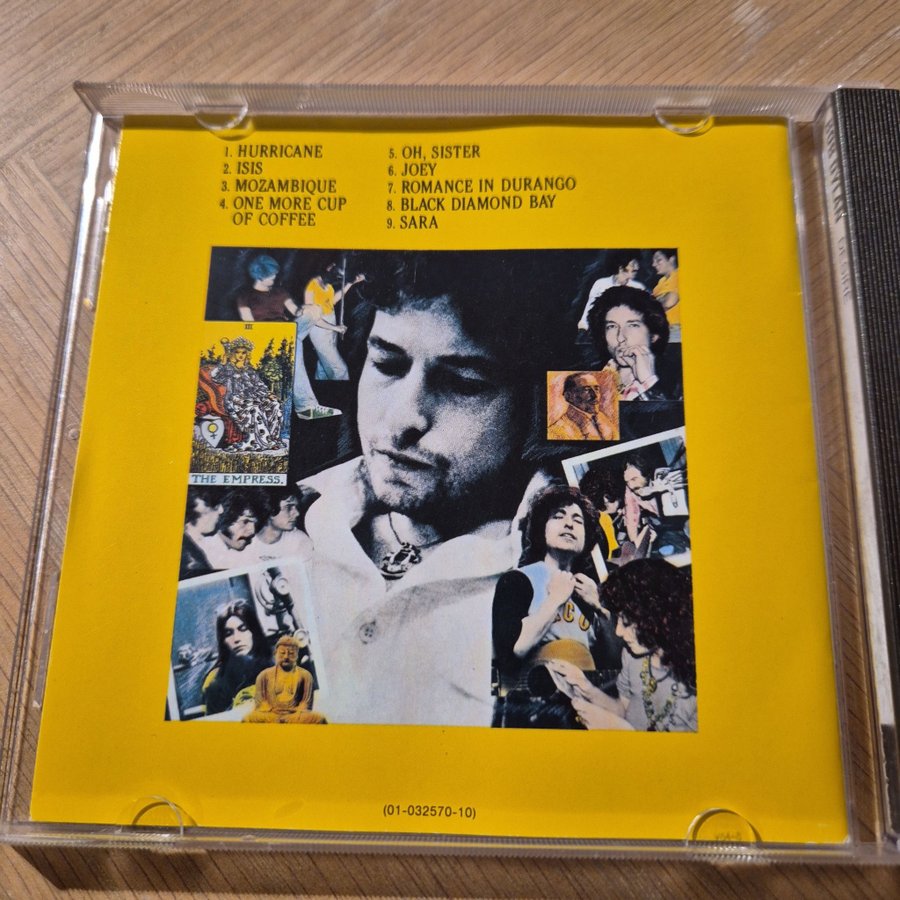 1. HURRICANE
2. ISIS
3. MOZAMBIQUE
4. ONE MORE CUP
OF COFFEE
5. OH, SISTER
6. JOEY
7. ROMANCE IN DURANGO
8. BLACK DIAMOND BAY
9. SARA
III
THE EMPRESS.
(01-032570-10)